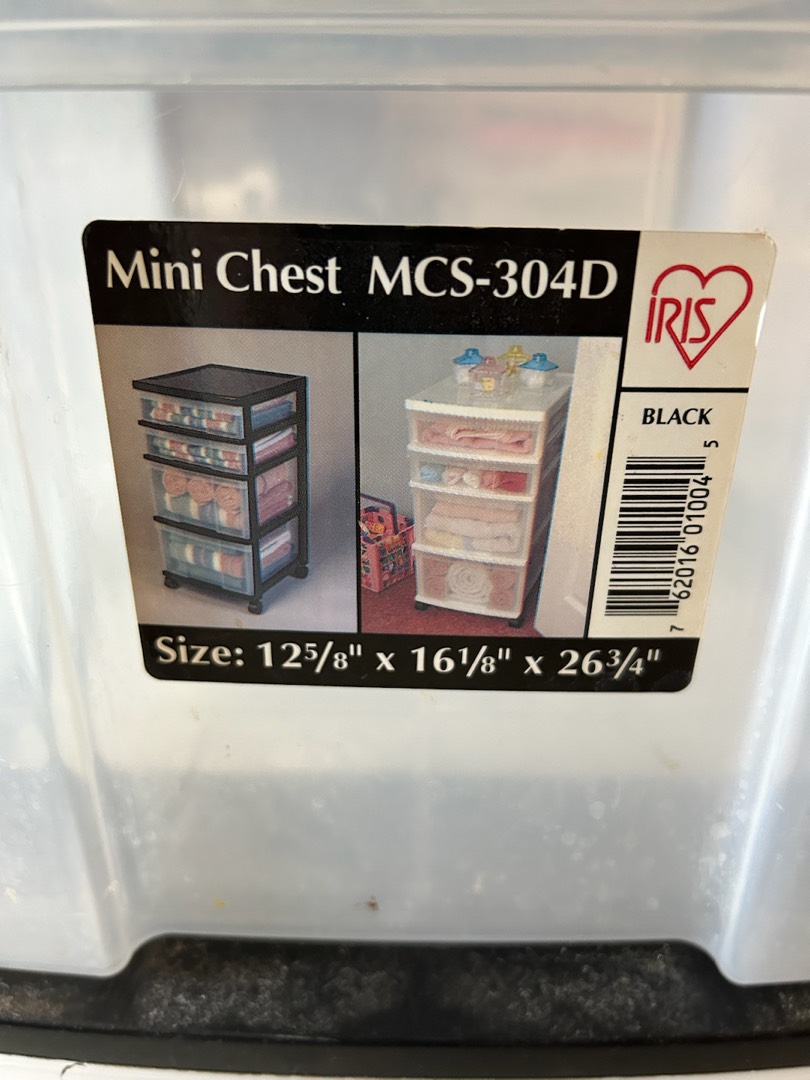 Mini Chest MCS-304D
IRIS
BLACK
7 62016 01004 5
Size: 12⁵/₈" x 16¹/₈" x 26³/₄"